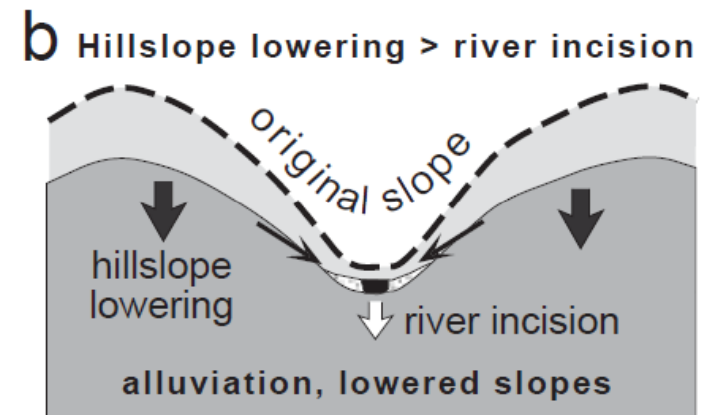 b Hillslope lowering > river incision
original slope
hillslope
lowering
river incision
alluviation, lowered slopes